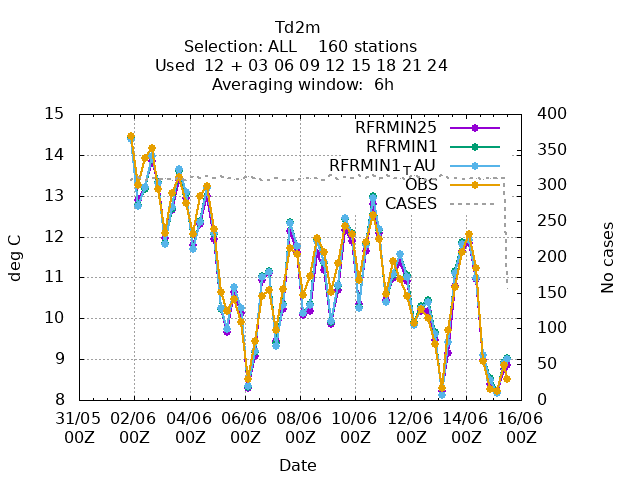 Td2m
Selection: ALL    160 stations
Used  12 + 03 06 09 12 15 18 21 24
Averaging window:  6h
15
14
13
12
11
10
9
8
deg C
400
350
300
250
200
150
100
50
0
No cases
RFRMIN25
RFRMIN1
RFRMIN1_AU
OBS
CASES
31/05 02/06 04/06 06/06 08/06 10/06 12/06 14/06 16/06
00Z 00Z 00Z 00Z 00Z 00Z 00Z 00Z 00Z
Date